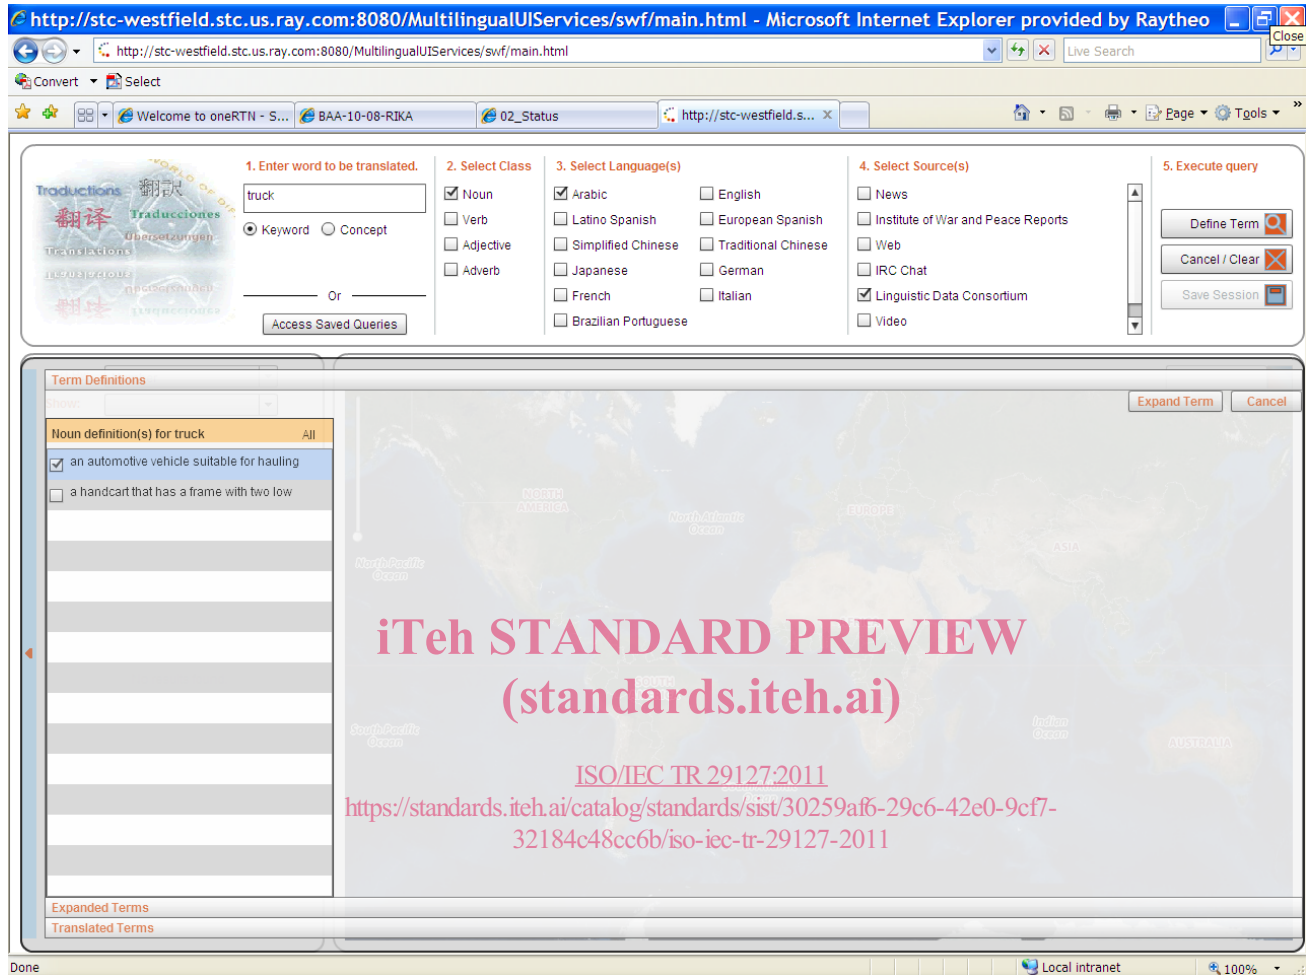 http://stc-westfield.stc.us.ray.com:8080/MultilingualUIServices/swf/main.html - Microsoft Internet Explorer provided by Raytheo
Close
http://stc-westfield.stc.us.ray.com:8080/MultilingualUIServices/swf/main.html
Live Search
Convert Select
Welcome to oneRTN - S... BAA-10-08-RIKA 02_Status http://stc-westfield.s... x Page Tools »
1. Enter word to be translated. 2. Select Class 3. Select Language(s) 4. Select Source(s) 5. Execute query
Traductions 翻訳
翻译 Traducciones
Übersetzungen
Translations
truck
Keyword Concept
Or
Access Saved Queries
Noun
Verb
Adjective
Adverb
Arabic English
Latino Spanish European Spanish
Simplified Chinese Traditional Chinese
Japanese German
French Italian
Brazilian Portuguese
News
Institute of War and Peace Reports
Web
IRC Chat
Linguistic Data Consortium
Video
Define Term
Cancel / Clear
Save Session
Term Definitions
Show:
Expand Term Cancel
Noun definition(s) for truck All
an automotive vehicle suitable for hauling
a handcart that has a frame with two low
NORTH
AMERICA
North Atlantic
Ocean
EUROPE
ASIA
North Pacific
Ocean
iTeh STANDARD PREVIEW
(standards.iteh.ai)
SOUTH
South Pacific
Ocean
Indian
Ocean
AUSTRALIA
ISO/IEC TR 29127:2011
https://standards.iteh.ai/catalog/standards/sist/30259af6-29c6-42e0-9cf7-
32184c48cc6b/iso-iec-tr-29127-2011
Expanded Terms
Translated Terms
Done Local intranet 100%